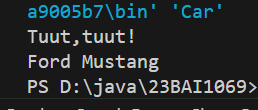 a9005b7\bin' 'Car'
Tuut,tuut!
Ford Mustang
PS D:\java\23BAI1069>